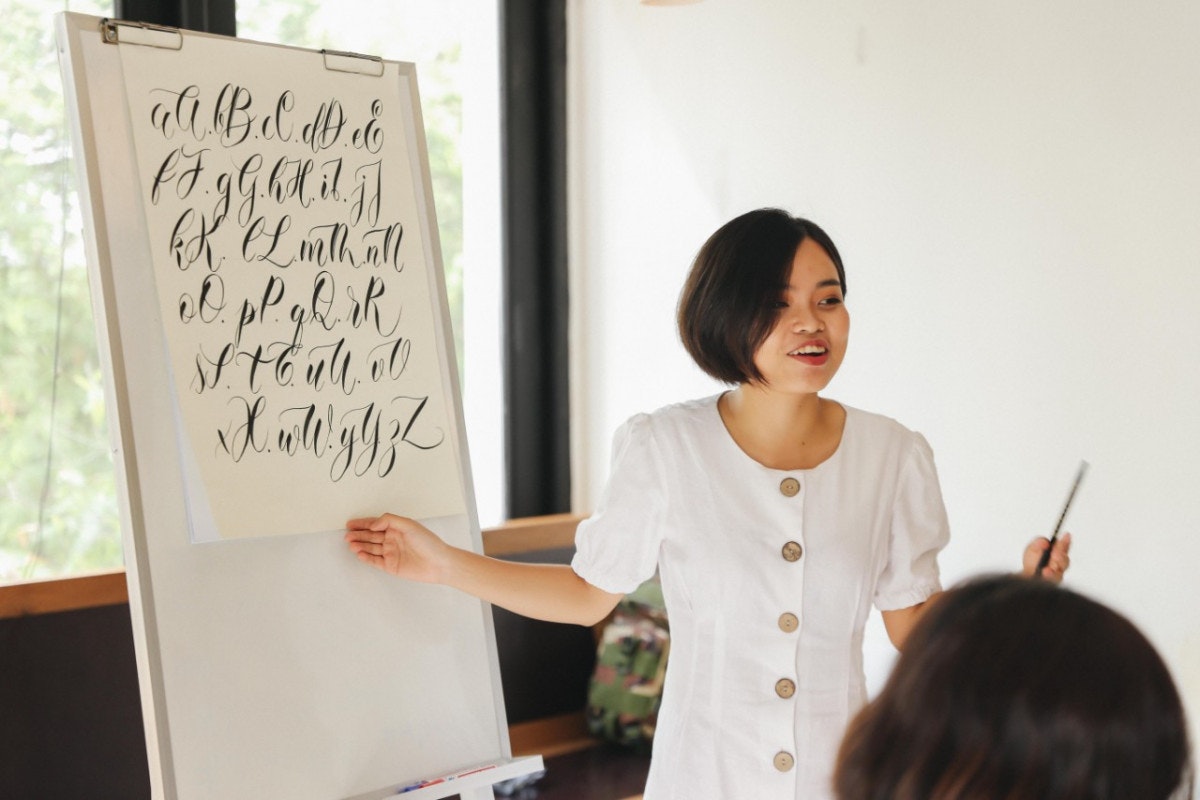 aA. bB. cC. dD. eE
fF. gG. hH. iI. jJ
kK. lL. mM. nN
oO. pP. qQ. rR
sS. tT. uU. vV
xX. wW. yY. zZ